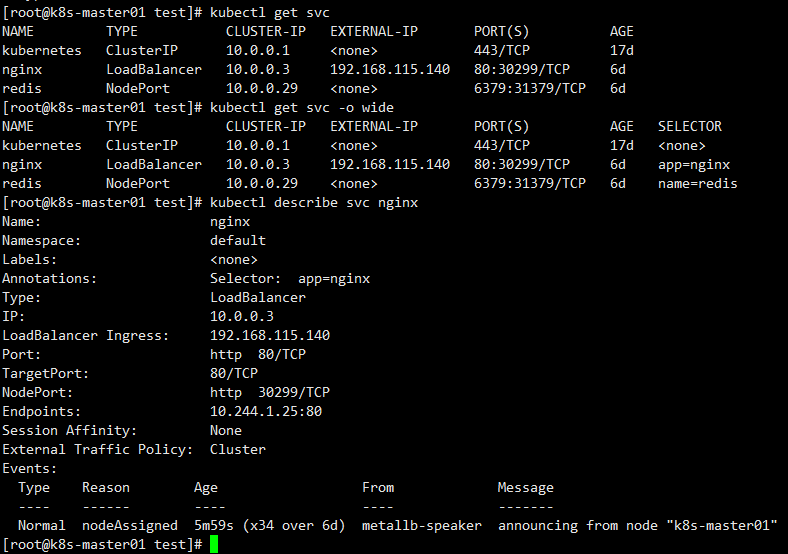 [root@k8s-master01 test]# kubectl get svc
NAME         TYPE           CLUSTER-IP   EXTERNAL-IP       PORT(S)          AGE
kubernetes   ClusterIP      10.0.0.1     <none>            443/TCP          17d
nginx        LoadBalancer   10.0.0.3     192.168.115.140   80:30299/TCP     6d
redis        NodePort       10.0.0.29    <none>            6379:31379/TCP   6d
[root@k8s-master01 test]# kubectl get svc -o wide
NAME         TYPE           CLUSTER-IP   EXTERNAL-IP       PORT(S)          AGE   SELECTOR
kubernetes   ClusterIP      10.0.0.1     <none>            443/TCP          17d   <none>
nginx        LoadBalancer   10.0.0.3     192.168.115.140   80:30299/TCP     6d    app=nginx
redis        NodePort       10.0.0.29    <none>            6379:31379/TCP   6d    name=redis
[root@k8s-master01 test]# kubectl describe svc nginx
Name:                     nginx
Namespace:                default
Labels:                   <none>
Annotations:              Selector:  app=nginx
Type:                     LoadBalancer
IP:                       10.0.0.3
LoadBalancer Ingress:     192.168.115.140
Port:                     http  80/TCP
TargetPort:               80/TCP
NodePort:                 http  30299/TCP
Endpoints:                10.244.1.25:80
Session Affinity:         None
External Traffic Policy:  Cluster
Events:
  Type    Reason        Age                  From             Message
  ----    ------        ----                 ----             -------
  Normal  nodeAssigned  5m59s (x34 over 6d)  metallb-speaker  announcing from node "k8s-master01"
[root@k8s-master01 test]#